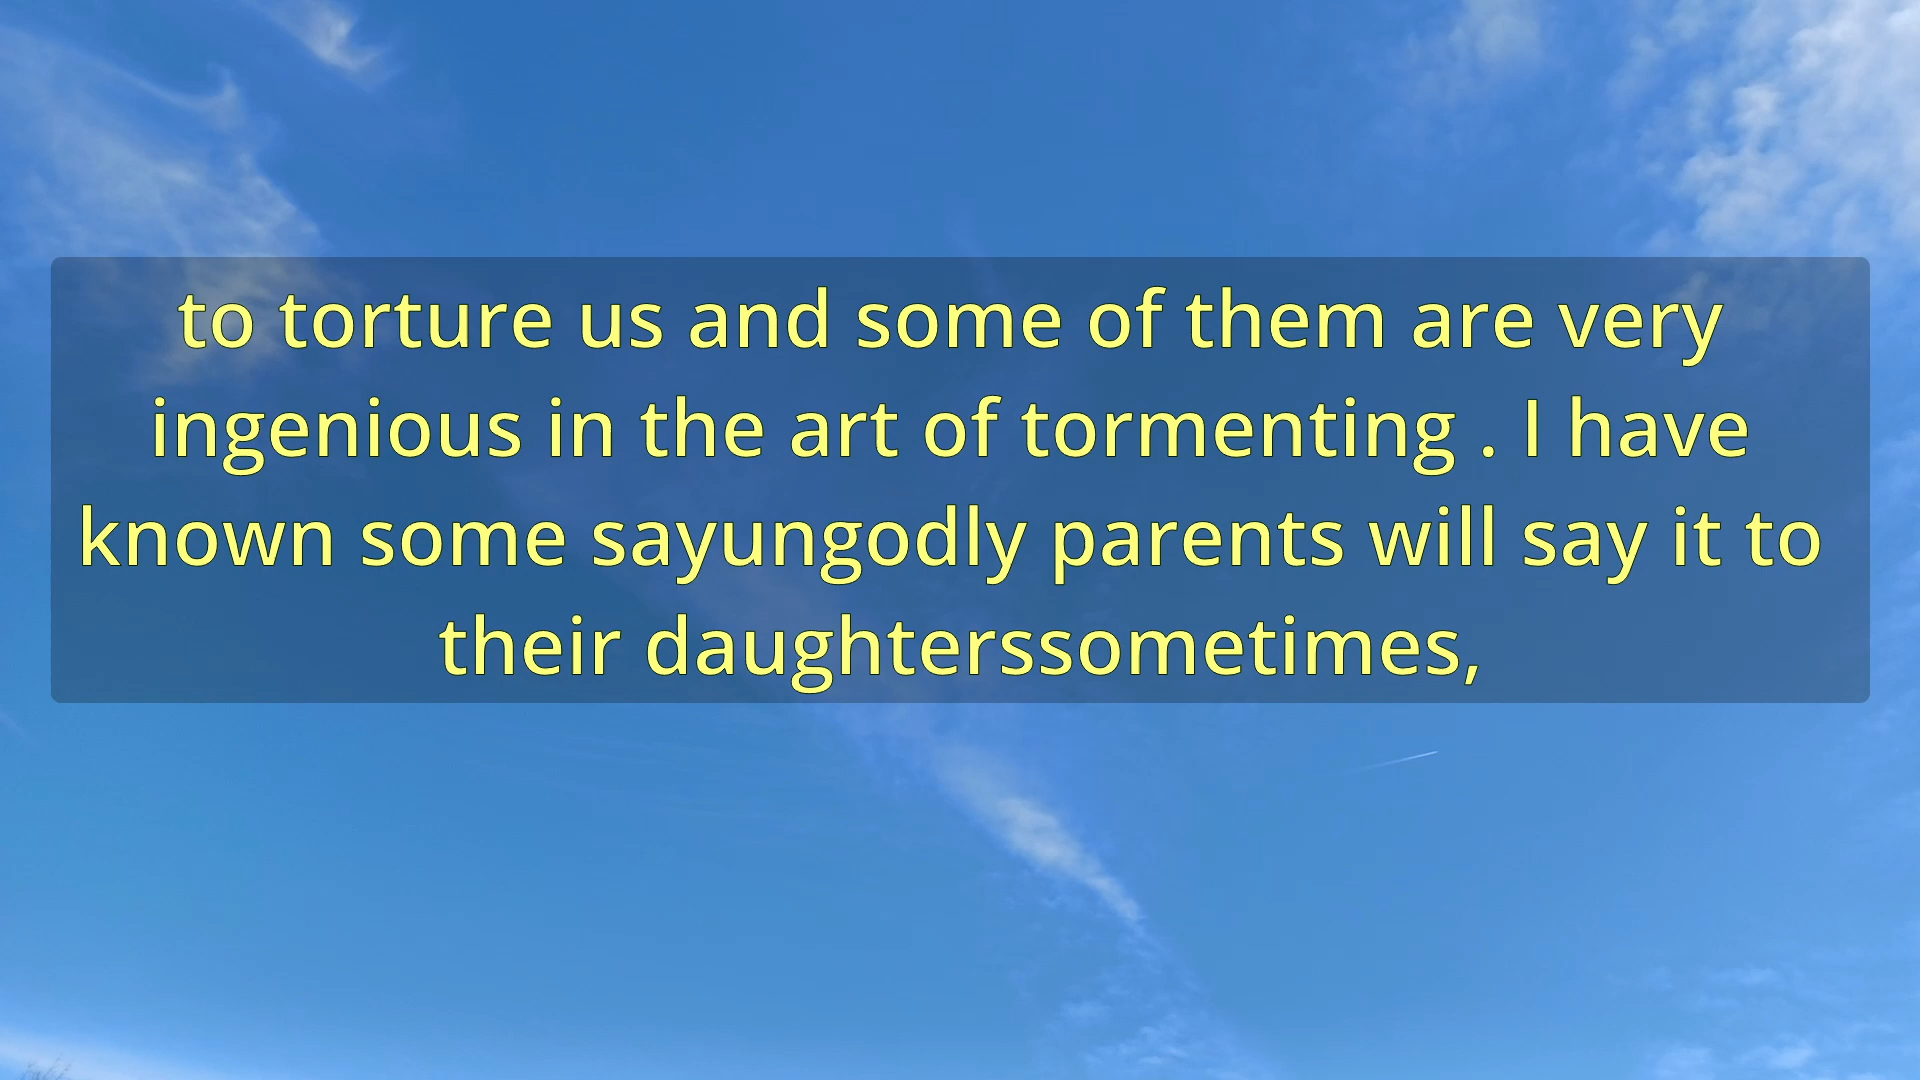 to torture us and some of them are very
ingenious in the art of tormenting . I have
known some sayungodly parents will say it to
their daughterssometimes,